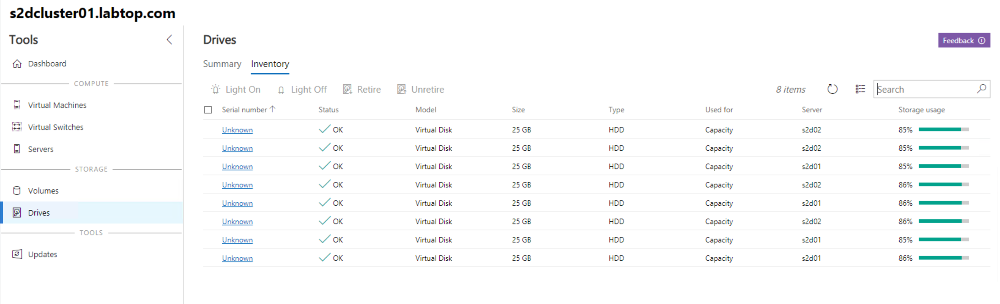 s2dcluster01.labtop.com
Tools
Dashboard
COMPUTE
Virtual Machines
Virtual Switches
Servers
STORAGE
Volumes
Drives
TOOLS
Updates
Drives
Feedback
Summary Inventory
Light On Light Off Retire Unretire 8 items Search
Serial number Status Model Size Type Used for Server Storage usage
Unknown OK Virtual Disk 25 GB HDD Capacity s2d02 85%
Unknown OK Virtual Disk 25 GB HDD Capacity s2d02 85%
Unknown OK Virtual Disk 25 GB HDD Capacity s2d01 85%
Unknown OK Virtual Disk 25 GB HDD Capacity s2d02 86%
Unknown OK Virtual Disk 25 GB HDD Capacity s2d01 86%
Unknown OK Virtual Disk 25 GB HDD Capacity s2d02 86%
Unknown OK Virtual Disk 25 GB HDD Capacity s2d01 85%
Unknown OK Virtual Disk 25 GB HDD Capacity s2d01 86%